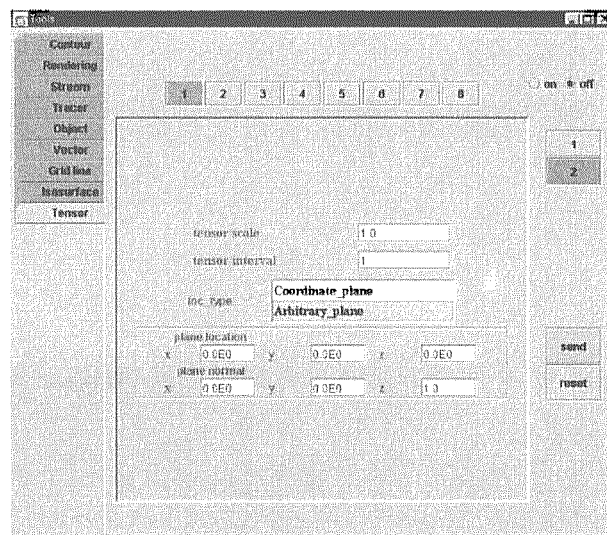 Tools
Contour
Rendering
Stream
Tracer
Object
Vector
Grid line
Isosurface
Tensor
1 2 3 4 5 6 7 8
on off
1
2
tensor scale 1.0
tensor interval 1
loc_type
Coordinate_plane
Arbitrary_plane
plane location
x 0.0E0 y 0.0E0 z 0.0E0
plane normal
x 0.0E0 y 0.0E0 z 1.0
send
reset